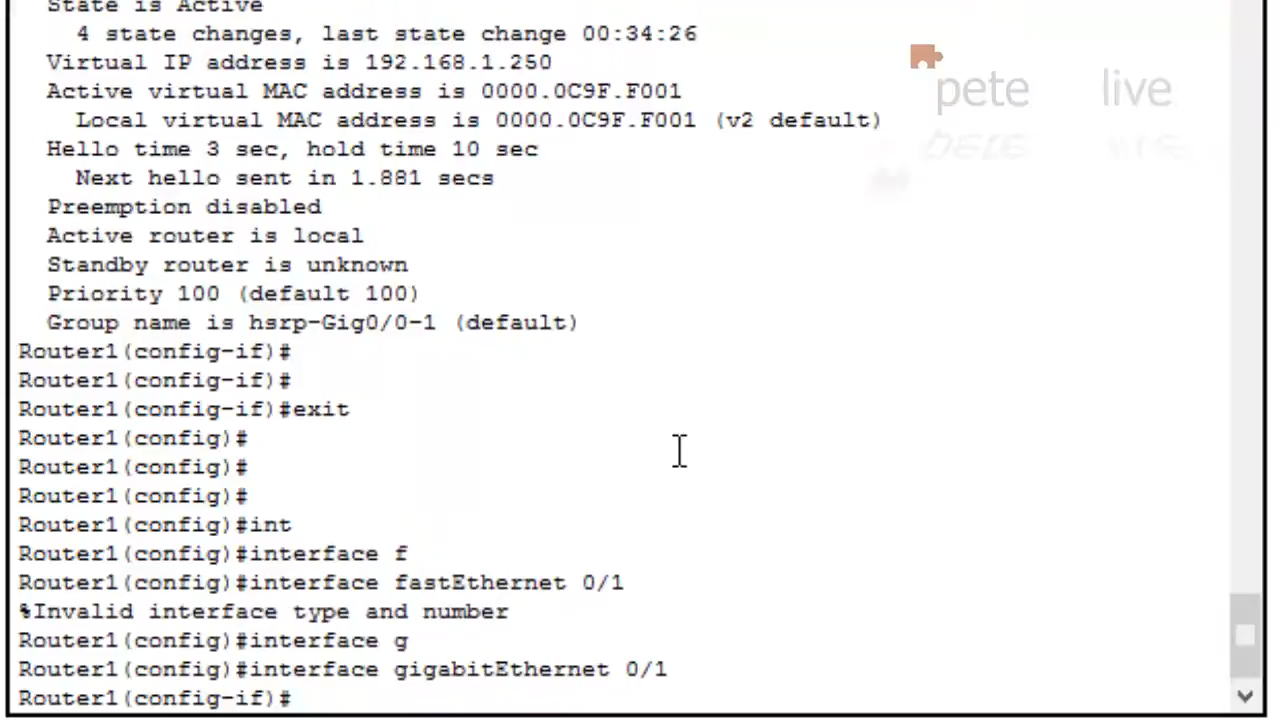 State is Active
4 state changes, last state change 00:34:26
Virtual IP address is 192.168.1.250
pete live
Active virtual MAC address is 0000.0C9F.F001
Local virtual MAC address is 0000.0C9F.F001 (v2 default)
Hello time 3 sec, hold time 10 sec
Next hello sent in 1.881 secs
Preemption disabled
Active router is local
Standby router is unknown
Priority 100 (default 100)
Group name is hsrp-Gig0/0-1 (default)
Router1(config-if)#
Router1(config-if)#
Router1(config-if)#exit
Router1(config)#
Router1(config)#
Router1(config)#
Router1(config)#int
Router1(config)#interface f
Router1(config)#interface fastEthernet 0/1
%Invalid interface type and number
Router1(config)#interface g
Router1(config)#interface gigabitEthernet 0/1
Router1(config-if)#